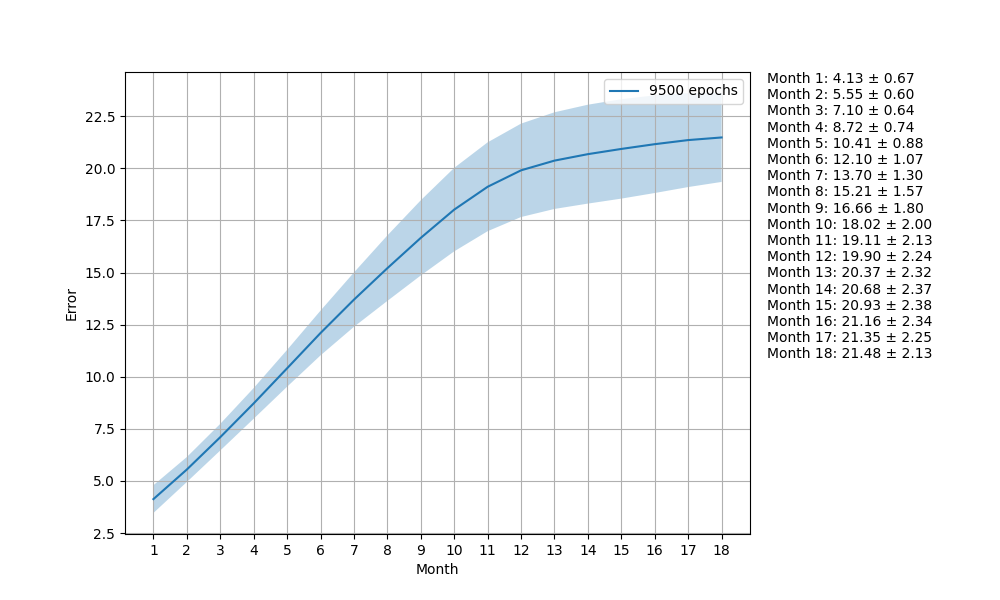 9500 epochs
22.5
20.0
17.5
15.0
12.5
10.0
7.5
5.0
2.5
Error
1 2 3 4 5 6 7 8 9 10 11 12 13 14 15 16 17 18
Month
Month 1: 4.13 ± 0.67
Month 2: 5.55 ± 0.60
Month 3: 7.10 ± 0.64
Month 4: 8.72 ± 0.74
Month 5: 10.41 ± 0.88
Month 6: 12.10 ± 1.07
Month 7: 13.70 ± 1.30
Month 8: 15.21 ± 1.57
Month 9: 16.66 ± 1.80
Month 10: 18.02 ± 2.00
Month 11: 19.11 ± 2.13
Month 12: 19.90 ± 2.24
Month 13: 20.37 ± 2.32
Month 14: 20.68 ± 2.37
Month 15: 20.93 ± 2.38
Month 16: 21.16 ± 2.34
Month 17: 21.35 ± 2.25
Month 18: 21.48 ± 2.13